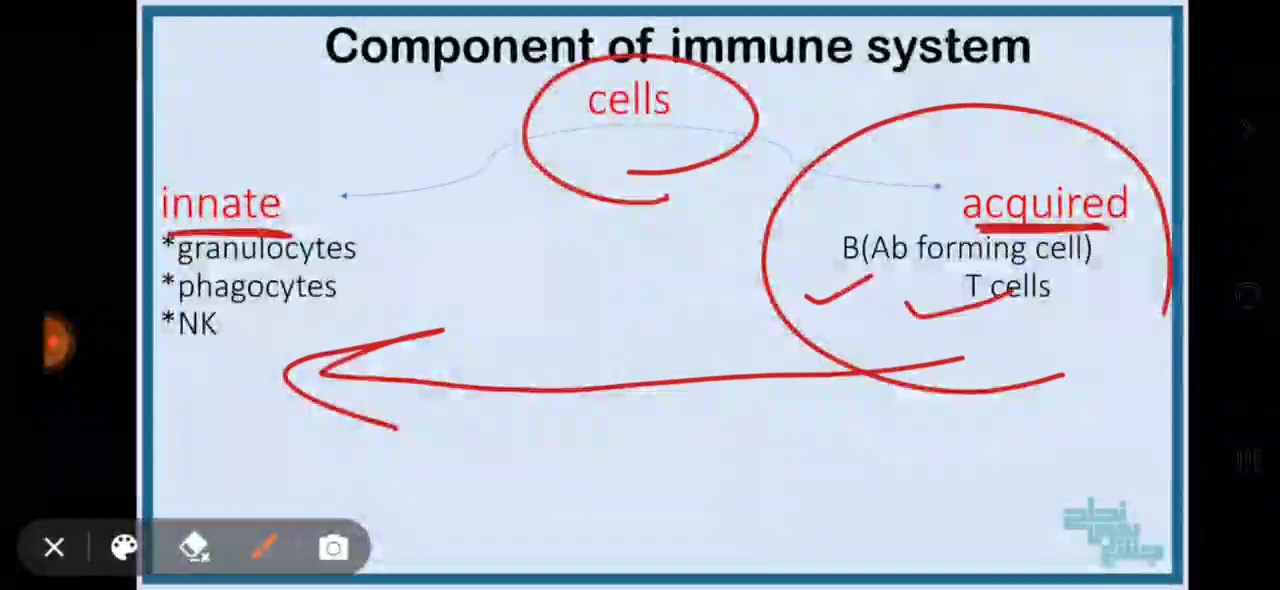 Component of immune system
cells
innate
*granulocytes
*phagocytes
*NK
acquired
B(Ab forming cell)
T cells